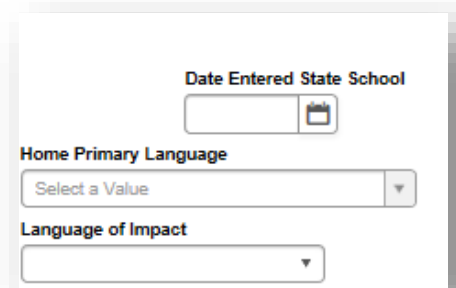 Date Entered State School
Home Primary Language
Select a Value
Language of Impact